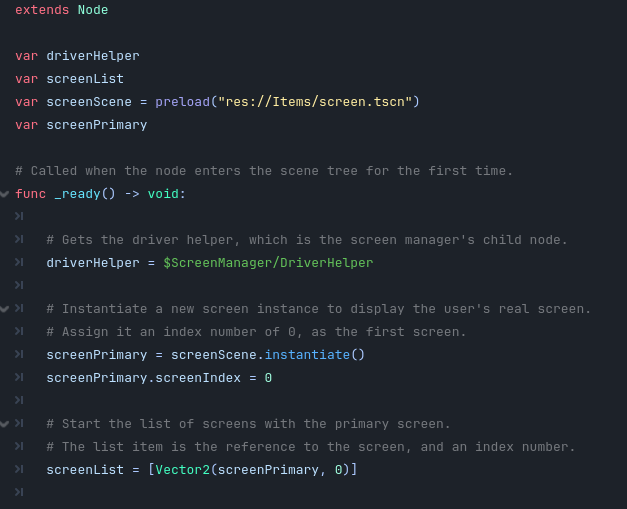 extends Node
var driverHelper
var screenList
var screenScene = preload("res://Items/screen.tscn")
var screenPrimary
# Called when the node enters the scene tree for the first time.
func _ready() -> void:
# Gets the driver helper, which is the screen manager's child node.
driverHelper = $ScreenManager/DriverHelper
# Instantiate a new screen instance to display the user's real screen.
# Assign it an index number of 0, as the first screen.
screenPrimary = screenScene.instantiate()
screenPrimary.screenIndex = 0
# Start the list of screens with the primary screen.
# The list item is the reference to the screen, and an index number.
screenList = [Vector2(screenPrimary, 0)]